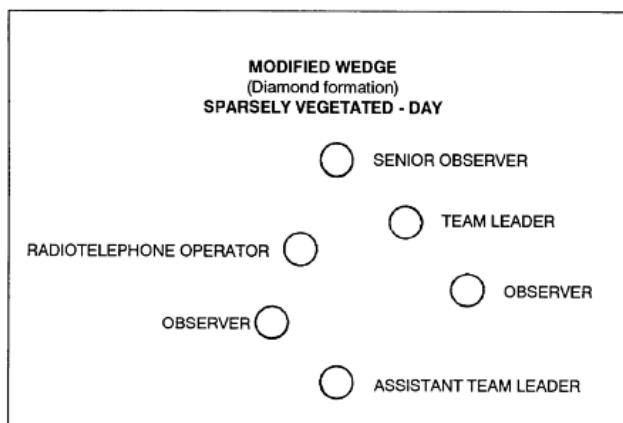 MODIFIED WEDGE
(Diamond formation)
SPARSELY VEGETATED - DAY
SENIOR OBSERVER
TEAM LEADER
RADIOTELEPHONE OPERATOR
OBSERVER
OBSERVER
ASSISTANT TEAM LEADER